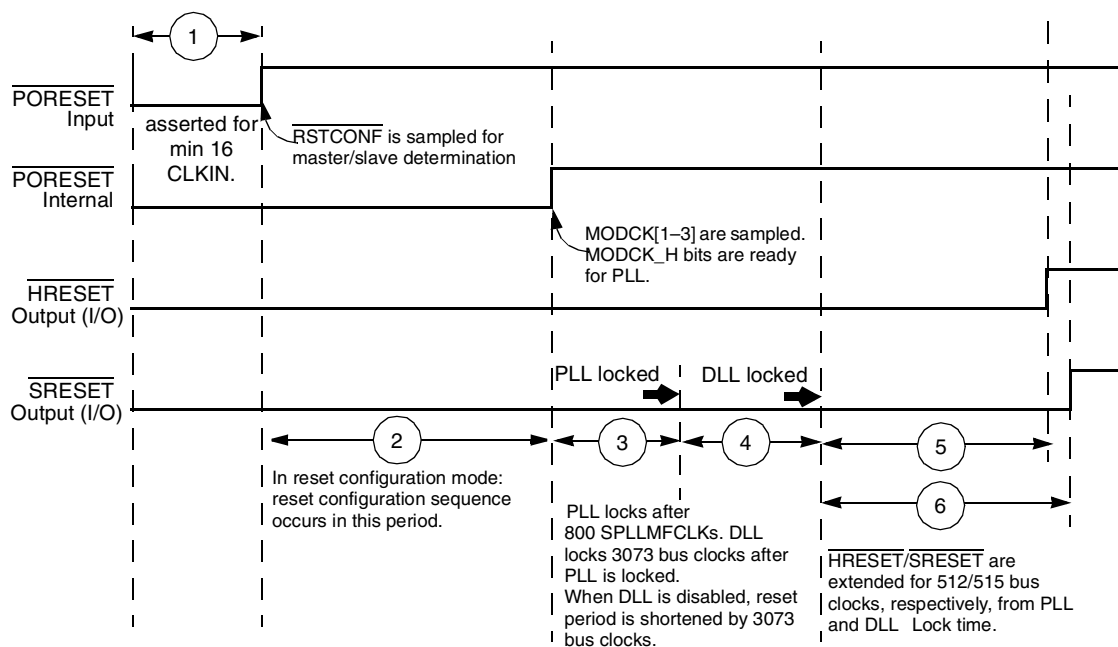 1
PORESET
Input
asserted for
min 16
CLKIN.
RSTCONF is sampled for
master/slave determination
PORESET
Internal
MODCK[1–3] are sampled.
MODCK_H bits are ready
for PLL.
HRESET
Output (I/O)
SRESET
Output (I/O)
PLL locked
DLL locked
2
3
4
5
6
In reset configuration mode:
reset configuration sequence
occurs in this period.
PLL locks after
800 SPLLMFCLKs. DLL
locks 3073 bus clocks after
PLL is locked.
When DLL is disabled, reset
period is shortened by 3073
bus clocks.
HRESET/SRESET are
extended for 512/515 bus
clocks, respectively, from PLL
and DLL Lock time.